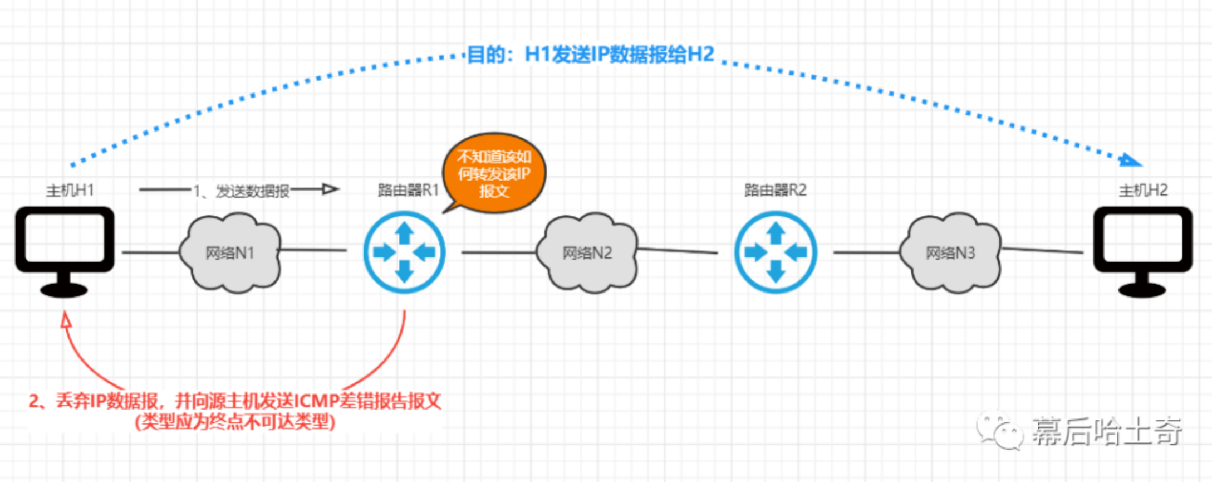 目的：H1发送IP数据报给H2
不知道该如
何转发该IP
报文
主机H1
1、发送数据报
路由器R1
路由器R2
主机H2
网络N1
网络N2
网络N3
2、丢弃IP数据报，并向源主机发送ICMP差错报告报文
(类型应为终点不可达类型)
幕后哈士奇